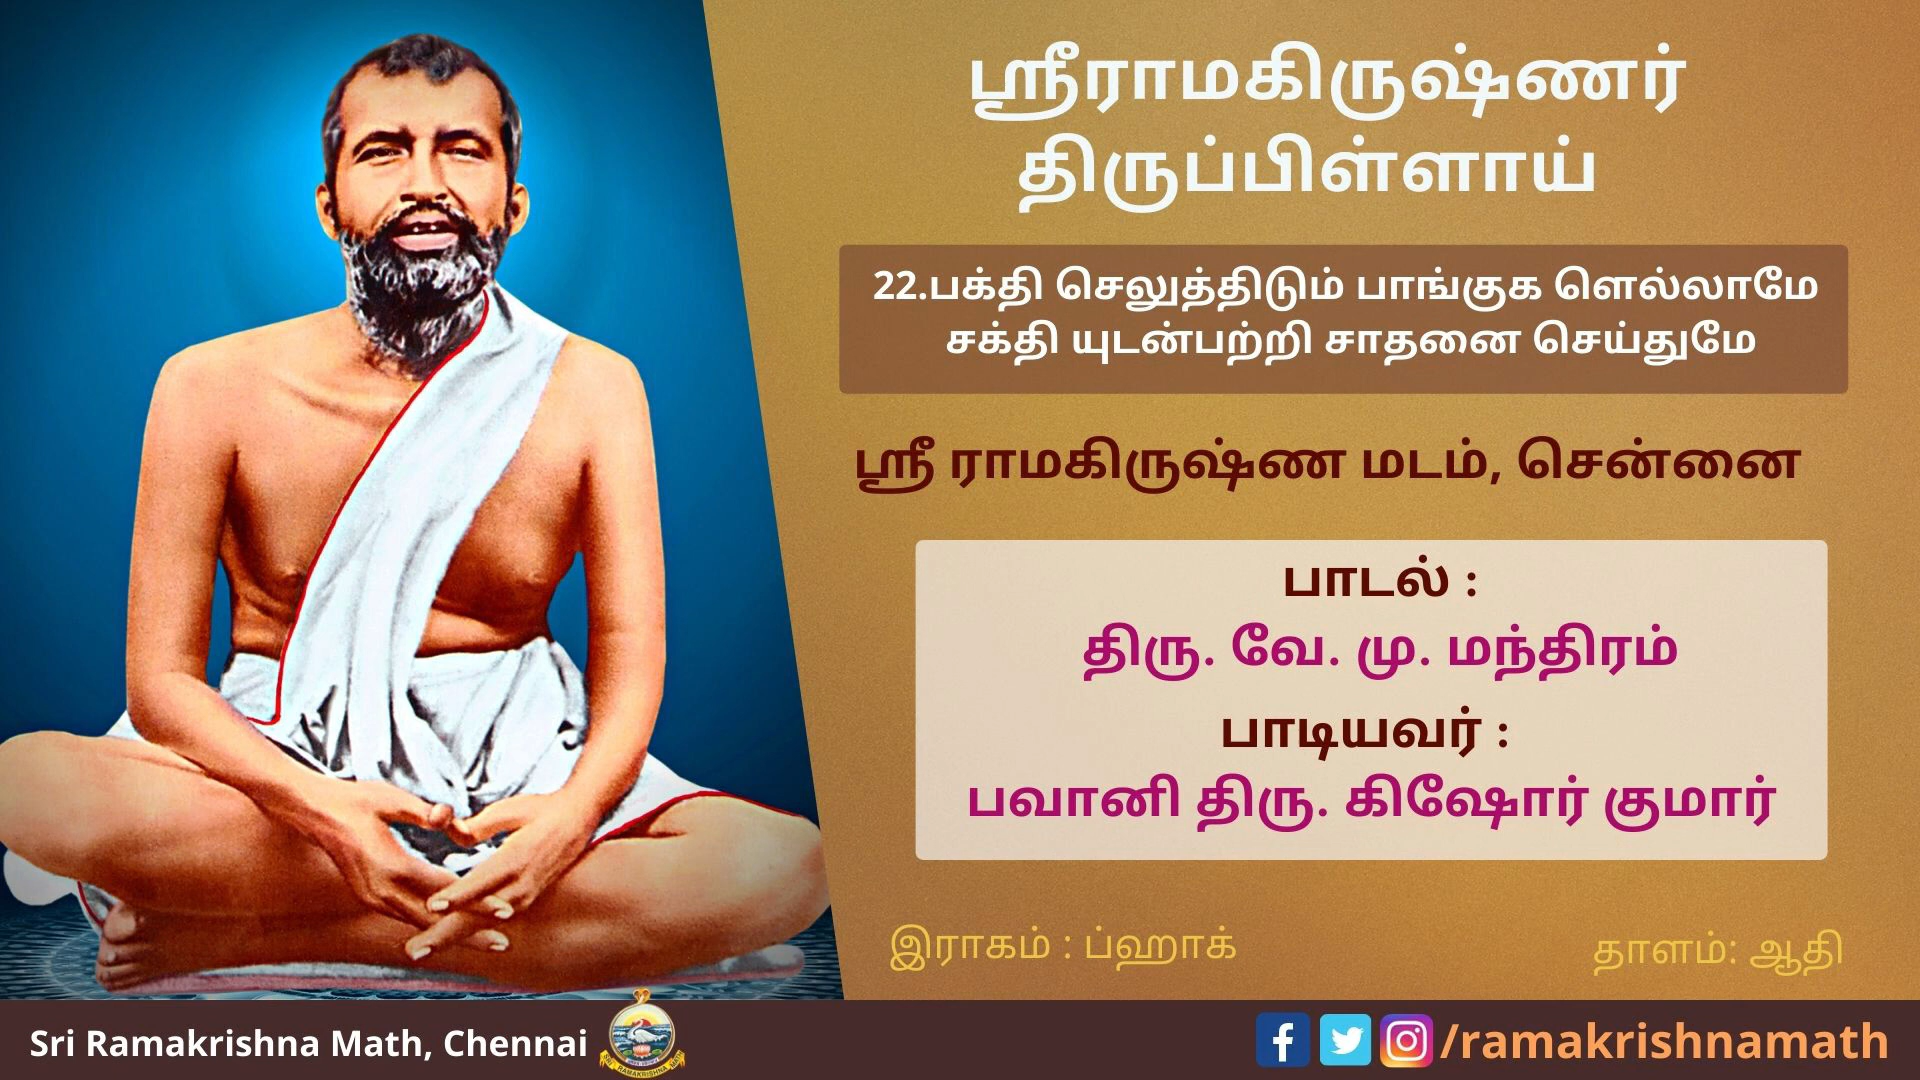 ஸ்ரீராமகிருஷ்ணர்
திருப்பிள்ளாய்
22.பக்தி செலுத்திடும் பாங்குக ளெல்லாமே
சக்தி யுடன்பற்றி சாதனை செய்துமே
ஸ்ரீ ராமகிருஷ்ண மடம், சென்னை
பாடல் :
திரு. வே. மு. மந்திரம்
பாடியவர் :
பவானி திரு. கிஷோர் குமார்
இராகம் : ப்ஹாக்
தாளம்: ஆதி
Sri Ramakrishna Math, Chennai
/ramakrishnamath